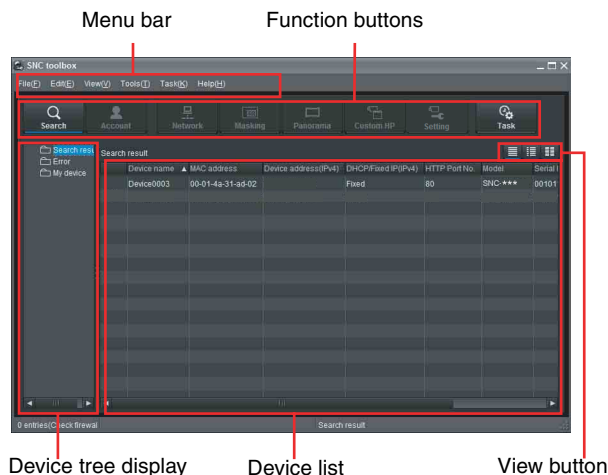 Menu bar
Function buttons
SNC toolbox
File(F) Edit(E) View(V) Tools(T) Task(K) Help(H)
Search Account Network Masking Panorama Custom HP Setting Task
Search resu
Error
My device
Search result
Device name MAC address Device address(IPv4) DHCP/Fixed IP(IPv4) HTTP Port No. Model Serial
Device0003 00-01-4a-31-ad-02 Fixed 80 SNC-*** 00101
0 entries(Check firewal Search result
Device tree display
Device list
View button